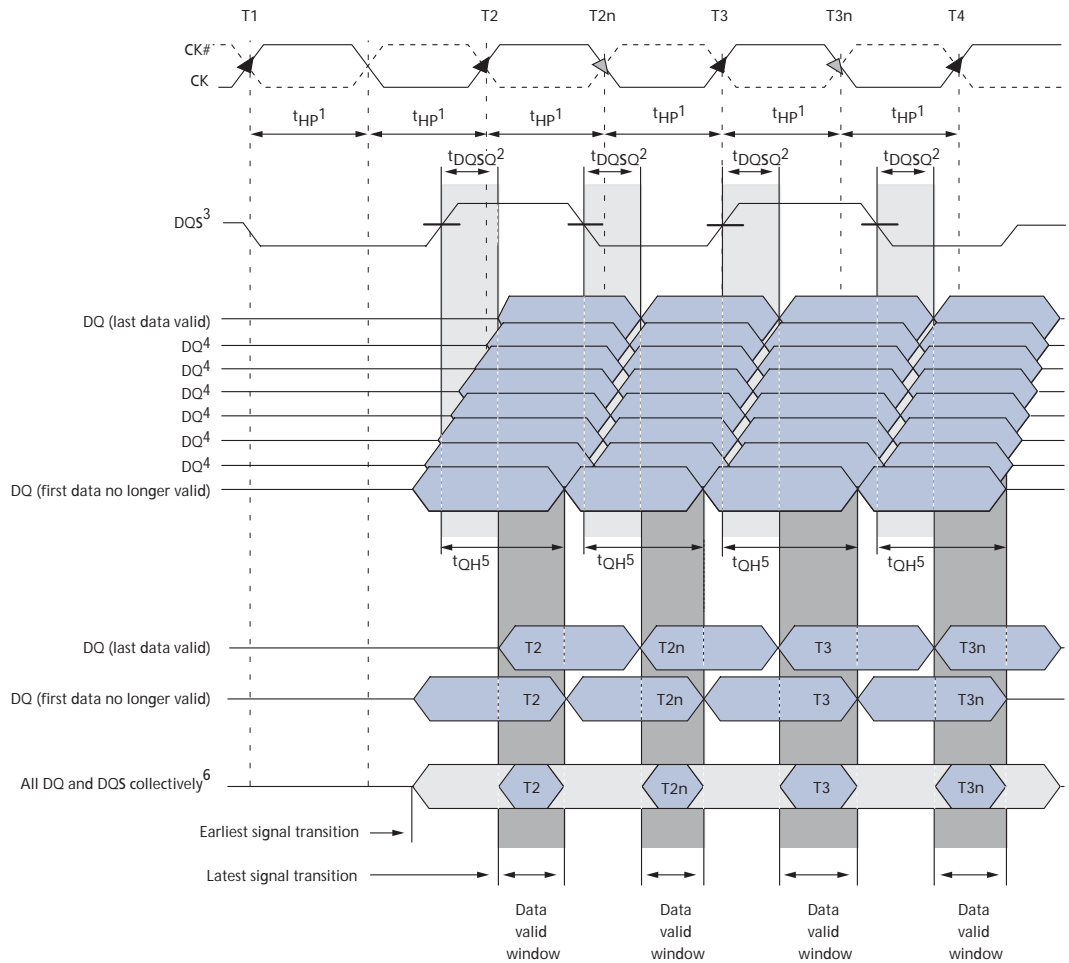 T1 T2 T2n T3 T3n T4
CK#
CK
tHP1 tHP1 tHP1 tHP1 tHP1 tHP1
tDQSQ2 tDQSQ2 tDQSQ2 tDQSQ2
DQS3
DQ (last data valid)
DQ4
DQ4
DQ4
DQ4
DQ4
DQ4
DQ (first data no longer valid)
tQH5 tQH5 tQH5 tQH5
DQ (last data valid) T2 T2n T3 T3n
DQ (first data no longer valid) T2 T2n T3 T3n
All DQ and DQS collectively6 T2 T2n T3 T3n
Earliest signal transition
Latest signal transition
Data Data Data Data
valid valid valid valid
window window window window